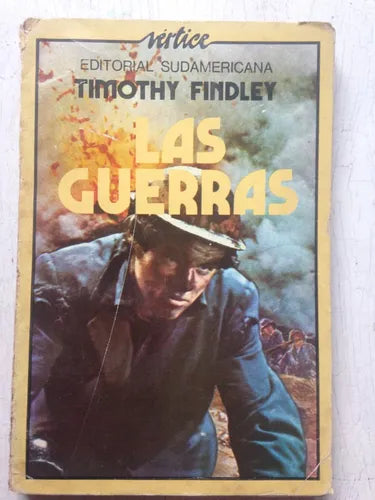 vértice
EDITORIAL SUDAMERICANA
TIMOTHY FINDLEY
LAS
GUERRAS